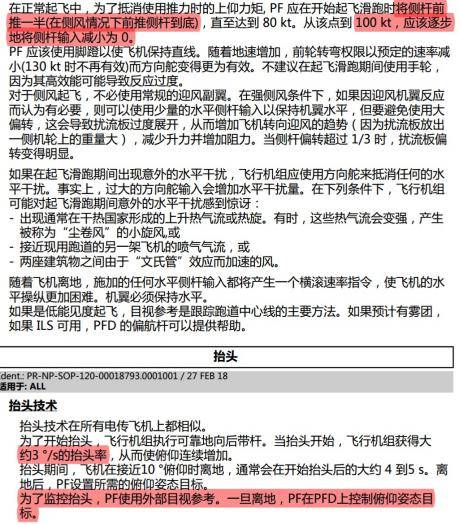 在正常起飞中，为了抵消使用推力时的上仰力矩，PF 应在开始起飞滑跑时将侧杆前
推一半(在侧风情况下前推侧杆到底)，直至达到 80 kt。从该点到 100 kt，应该逐步
地将侧杆输入减小为 0。
PF 应该使用脚蹬以使飞机保持直线。随着地速增加，前轮转弯权限以预定的速率减
小(130 kt 时不再有效)而方向舵变得更为有效。不建议在起飞滑跑期间使用手轮，
因为其高效能可能导致反应过度。
对于侧风起飞，不必使用常规的迎风副翼。在强侧风条件下，如果因迎风机翼反应
而认为有必要，则可以使用少量的水平侧杆输入以保持机翼水平，但要避免使用大
偏转，这会导致扰流板过度展开，从而增加飞机转向迎风的趋势（因为扰流板放出
一侧机轮上的重量大），减少升力并增加阻力。当侧杆偏转超过 1/3 时，扰流板偏
转变得明显。
如果在起飞滑跑期间出现意外的水平干扰，飞行机组应使用方向舵来抵消任何的水
平干扰。事实上，过大的方向舵输入会增加水平干扰量。在下列条件下，飞行机组
可能对起飞滑跑期间意外的水平干扰感到惊讶：
- 出现通常在干热国家形成的上升热气流或热旋。有时，这些热气流会变强，产生
被称为“尘卷风”的小旋风,或
- 接近现用跑道的另一架飞机的喷气气流，或
- 两座建筑物之间由于“文氏管”效应而加速的风。
随着飞机离地，施加的任何水平侧杆输入都将产生一个横滚速率指令，使飞机的水
平操纵更加困难。机翼必须保持水平。
如果是低能见度起飞，目视参考是跟踪跑道中心线的主要方法。如果预计有雾团，
如果 ILS 可用，PFD 的偏航杆可以提供帮助。
抬头
Ident.: PR-NP-SOP-120-00018793.0001001 / 27 FEB 18
适用于: ALL
抬头技术
抬头技术在所有电传飞机上都相似。
为了开始抬头，飞行机组执行可靠地向后带杆。当抬头开始，飞行机组获得大
约3 °/s的抬头率，从而使俯仰连续增加。
抬头期间，飞机在接近10 °俯仰时离地，通常会在开始抬头后的大约 4 到5 s。离
地后，PF设置所需的俯仰姿态目标。
为了监控抬头，PF使用外部目视参考。一旦离地，PF在PFD上控制俯仰姿态目
标。